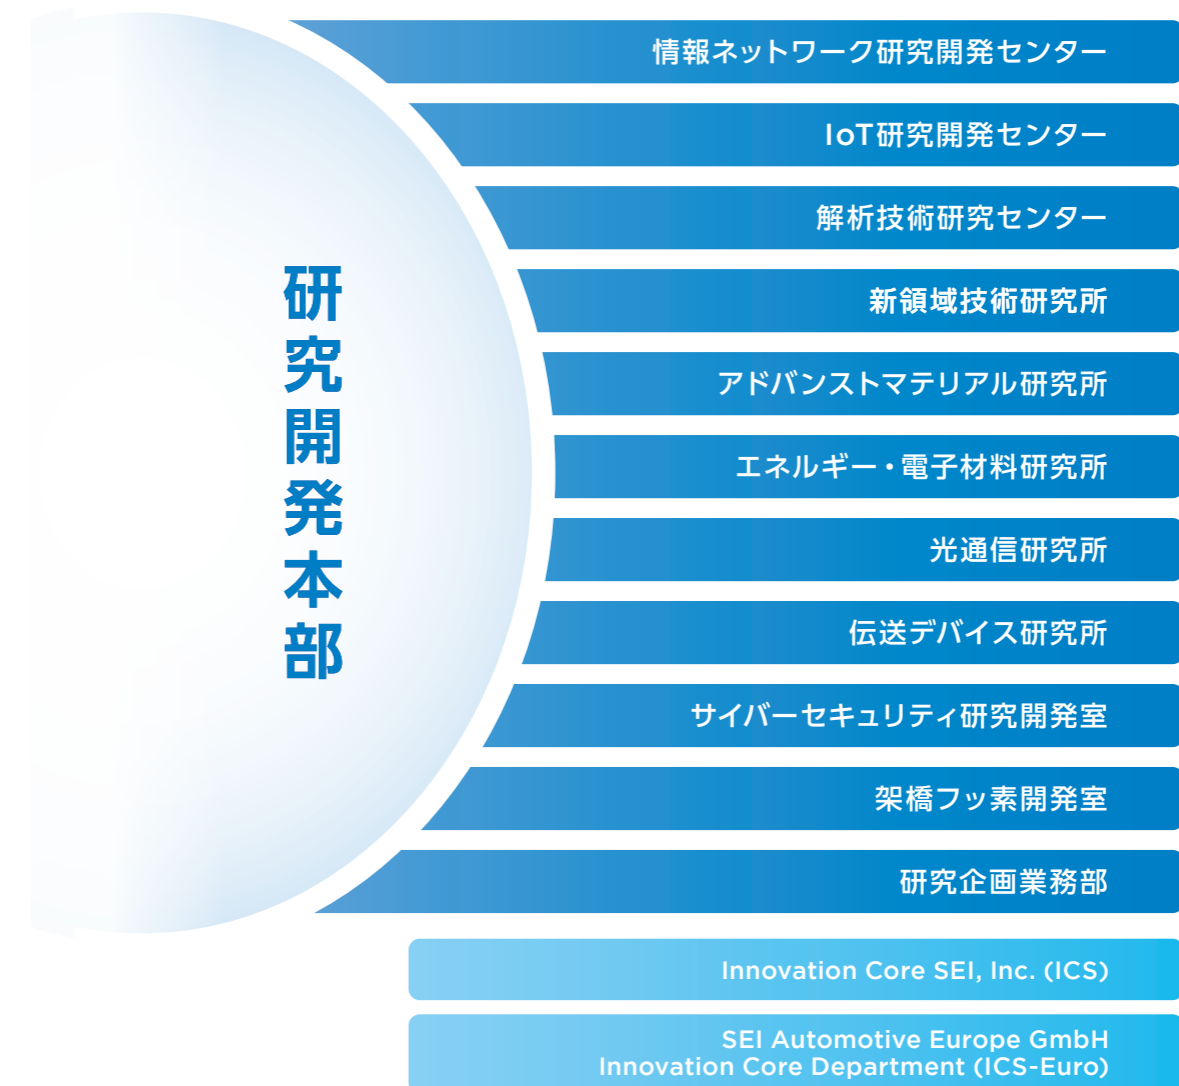 研究開発本部
情報ネットワーク研究開発センター
IoT研究開発センター
解析技術研究センター
新領域技術研究所
アドバンストマテリアル研究所
エネルギー・電子材料研究所
光通信研究所
伝送デバイス研究所
サイバーセキュリティ研究開発室
架橋フッ素開発室
研究企画業務部
Innovation Core SEI, Inc. (ICS)
SEI Automotive Europe GmbH
Innovation Core Department (ICS-Euro)